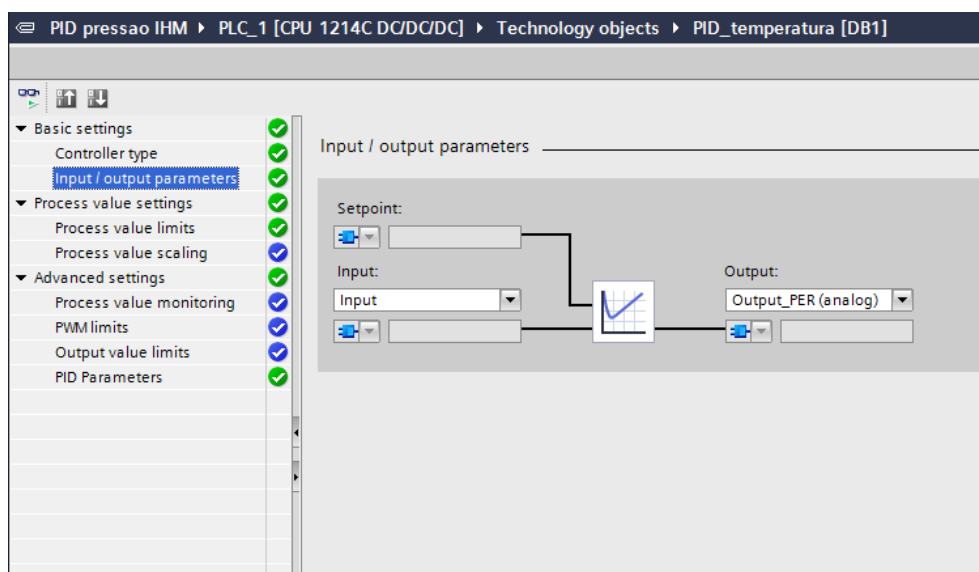 PID pressao IHM ▸ PLC_1 [CPU 1214C DC/DC/DC] ▸ Technology objects ▸ PID_temperatura [DB1]
Basic settings
Controller type
Input / output parameters
Process value settings
Process value limits
Process value scaling
Advanced settings
Process value monitoring
PWM limits
Output value limits
PID Parameters
Input / output parameters
Setpoint:
Input:
Input
Output:
Output_PER (analog)